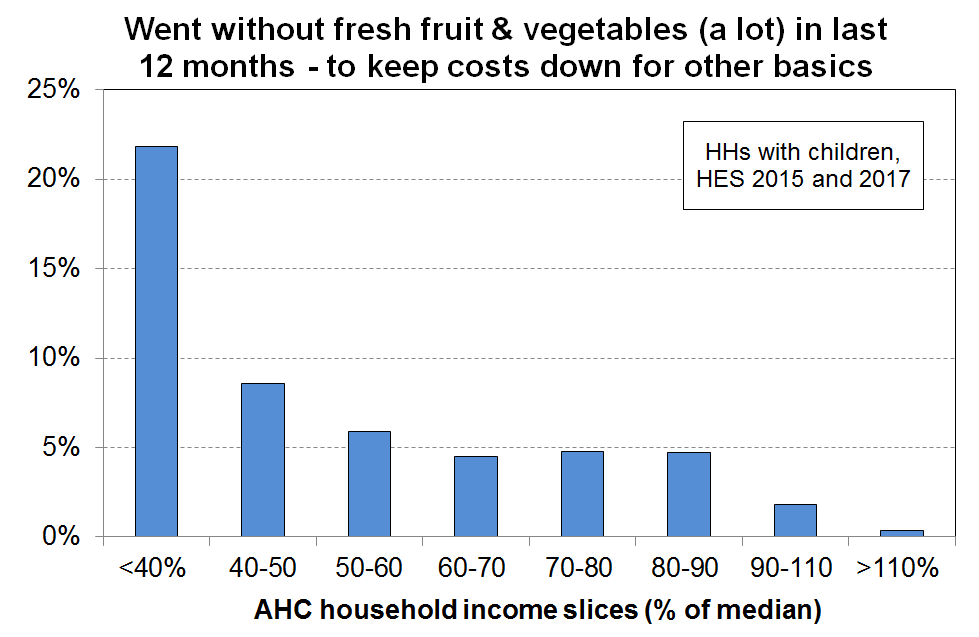 Went without fresh fruit & vegetables (a lot) in last
12 months - to keep costs down for other basics
25%
20%
15%
10%
5%
0%
HHs with children,
HES 2015 and 2017
<40% 40-50 50-60 60-70 70-80 80-90 90-110 >110%
AHC household income slices (% of median)